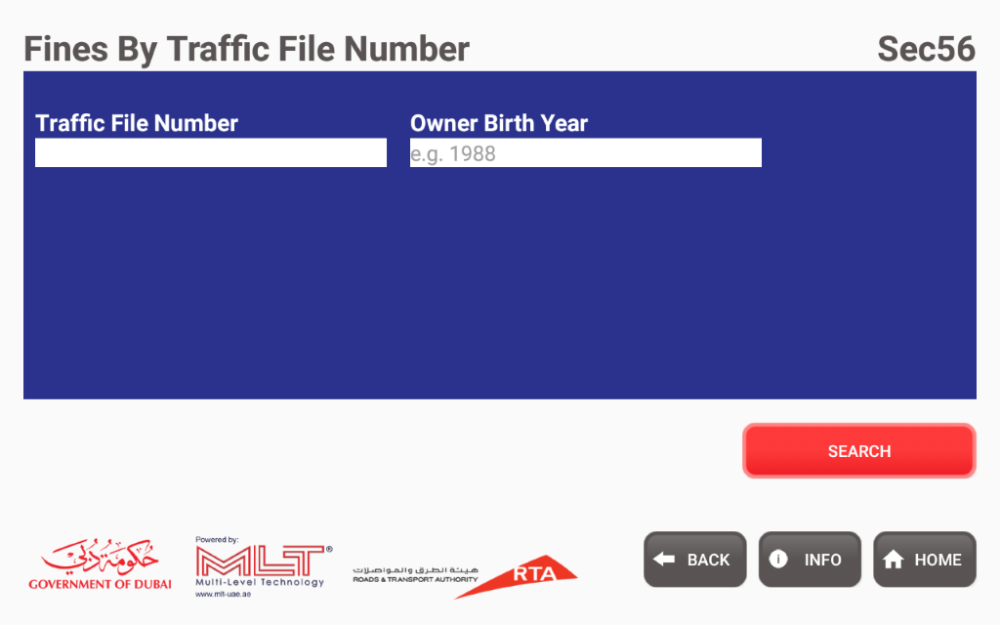 Fines By Traffic File Number
Sec56
Traffic File Number
Owner Birth Year
e.g. 1988
SEARCH
حكومة دبي
GOVERNMENT OF DUBAI
Powered by:
MLT®
Multi-Level Technology
www.mlt-uae.ae
هيئة الطرق والمواصلات
ROADS & TRANSPORT AUTHORITY
RTA
BACK
INFO
HOME